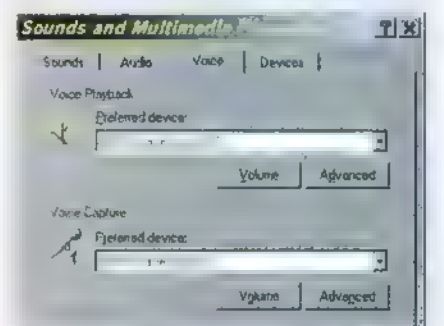 Sounds and Multimedia
Sounds Audio Voice Devices
Voice Playback
Preferred device:
Volume Advanced
Voice Capture
Preferred device:
Volume Advanced